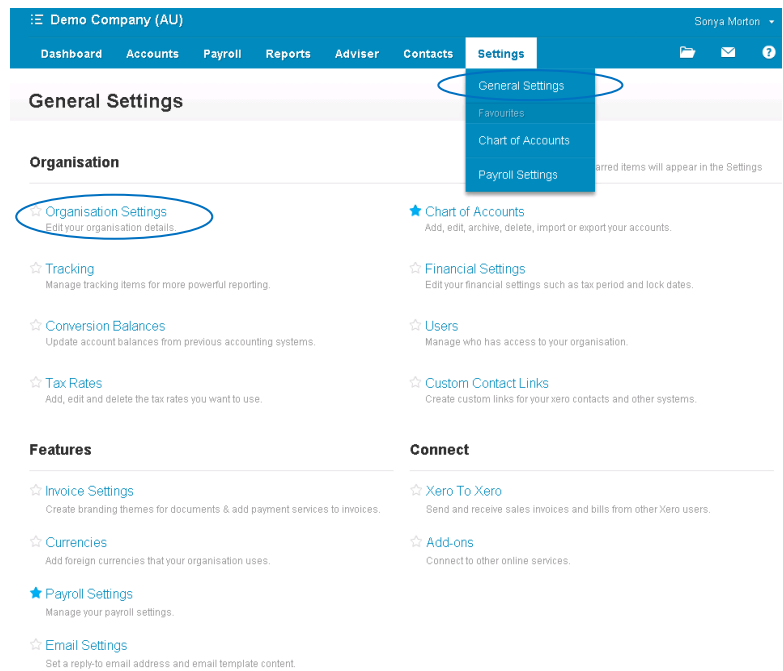 Demo Company (AU)
Sonya Morton
Dashboard Accounts Payroll Reports Adviser Contacts Settings
General Settings
General Settings
Favourites
Chart of Accounts
Payroll Settings
Organisation
arred items will appear in the Settings
Organisation Settings
Edit your organisation details.
Chart of Accounts
Add, edit, archive, delete, import or export your accounts.
Tracking
Manage tracking items for more powerful reporting.
Financial Settings
Edit your financial settings such as tax period and lock dates.
Conversion Balances
Update account balances from previous accounting systems.
Users
Manage who has access to your organisation.
Tax Rates
Add, edit and delete the tax rates you want to use.
Custom Contact Links
Create custom links for your xero contacts and other systems.
Features
Connect
Invoice Settings
Create branding themes for documents & add payment services to invoices.
Xero To Xero
Send and receive sales invoices and bills from other Xero users.
Currencies
Add foreign currencies that your organisation uses.
Add-ons
Connect to other online services.
Payroll Settings
Manage your payroll settings.
Email Settings
Set a reply-to email address and email template content.